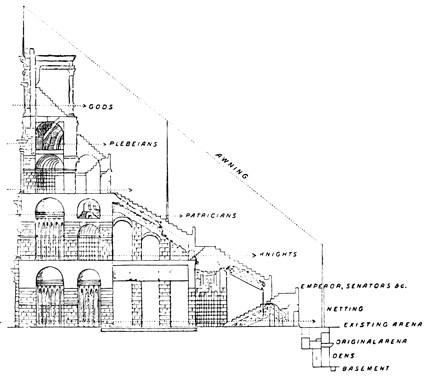 GODS
PLEBEIANS
AWNING
PATRICIANS
KNIGHTS
EMPEROR, SENATORS &c.
NETTING
EXISTING ARENA
ORIGINAL ARENA
DENS
BASEMENT